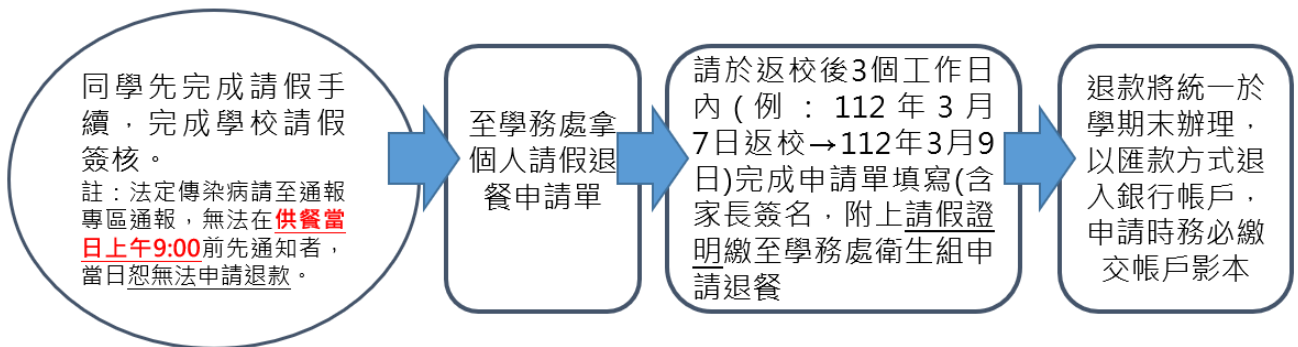 同學先完成請假手
續，完成學校請假
簽核。
註：法定傳染病請至通報
專區通報，無法在供餐當
日上午9:00前先通知者，
當日恕無法申請退款。
至學務處拿
個人請假退
餐申請單
請於返校後3個工作日
內(例：112年3月
7日返校→112年3月9
日)完成申請單填寫(含
家長簽名，附上請假證
明繳至學務處衛生組申
請退餐
退款將統一於
學期末辦理，
以匯款方式退
入銀行帳戶，
申請時務必繳
交帳戶影本